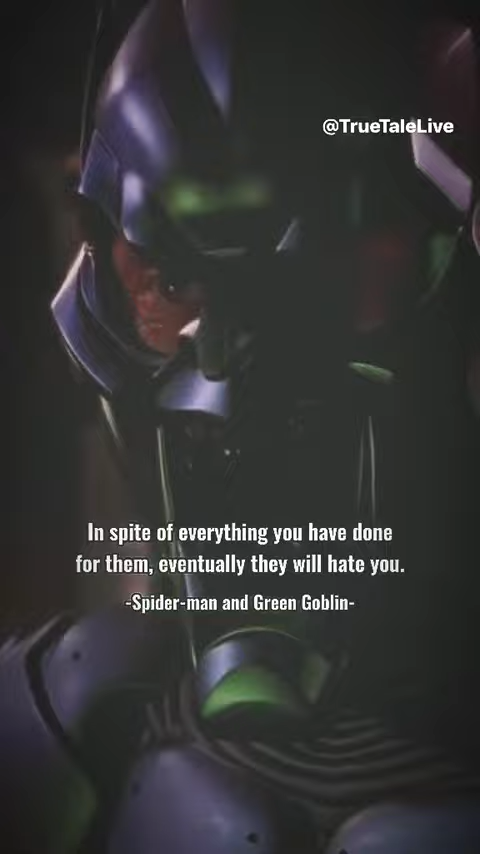 @TrueTaleLive
In spite of everything you have done
for them, eventually they will hate you.
-Spider-man and Green Goblin-